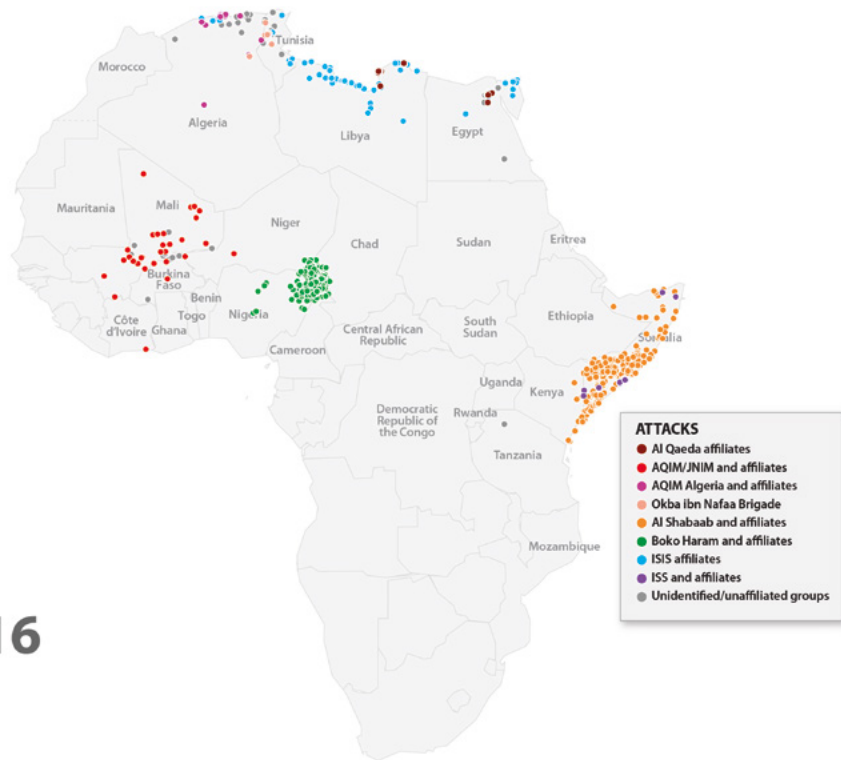 Tunisia
Morocco
Algeria
Libya
Egypt
Mauritania
Mali
Niger
Chad
Sudan
Eritrea
Burkina
Faso
Benin
Togo
Nigeria
Côte
d'Ivoire
Ghana
Cameroon
Central African
Republic
South
Sudan
Ethiopia
Somalia
Uganda
Kenya
Rwanda
Democratic
Republic of
the Congo
Tanzania
Mozambique
ATTACKS
Al Qaeda affiliates
AQIM/JNIM and affiliates
AQIM Algeria and affiliates
Okba ibn Nafaa Brigade
Al Shabaab and affiliates
Boko Haram and affiliates
ISIS affiliates
ISS and affiliates
Unidentified/unaffiliated groups
16